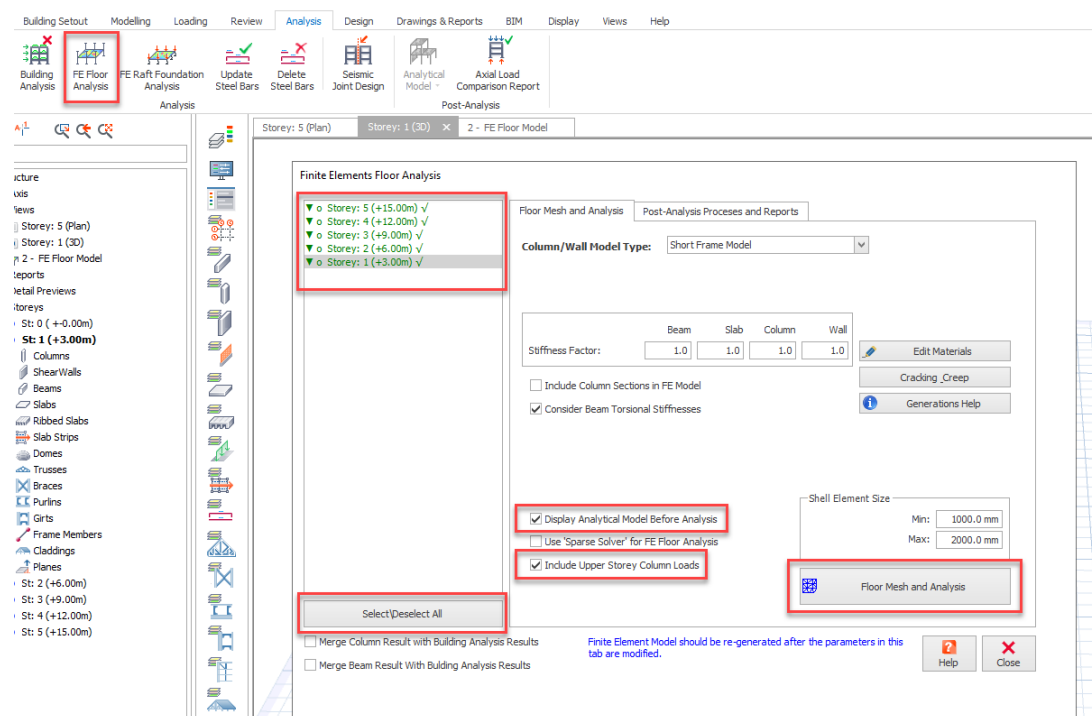 Building Setout Modelling Loading Review Analysis Design Drawings & Reports BIM Display Views Help
Building Analysis
FE Floor Analysis
FE Raft Foundation Analysis
Update Steel Bars
Delete Steel Bars
Seismic Joint Design
Analytical Model
Axial Load Comparison Report
Analysis
Post-Analysis
Storey: 5 (Plan)
Storey: 1 (3D)
2 - FE Floor Model
ucture
Axis
iews
Storey: 5 (Plan)
Storey: 1 (3D)
2 - FE Floor Model
eports
Detail Previews
Storeys
St: 0 ( +-0.00m)
St: 1 (+3.00m)
Columns
ShearWalls
Beams
Slabs
Ribbed Slabs
Slab Strips
Domes
Trusses
Braces
Purlins
Girts
Frame Members
Claddings
Planes
St: 2 (+6.00m)
St: 3 (+9.00m)
St: 4 (+12.00m)
St: 5 (+15.00m)
Finite Elements Floor Analysis
▼ o Storey: 5 (+15.00m) √
▼ o Storey: 4 (+12.00m) √
▼ o Storey: 3 (+9.00m) √
▼ o Storey: 2 (+6.00m) √
▼ o Storey: 1 (+3.00m) √
Select\Deselect All
Floor Mesh and Analysis
Post-Analysis Proceses and Reports
Column/Wall Model Type: Short Frame Model
Beam Slab Column Wall
Stiffness Factor: 1.0 1.0 1.0 1.0
Edit Materials
Cracking _Creep
Generations Help
Include Column Sections in FE Model
Consider Beam Torsional Stiffnesses
Display Analytical Model Before Analysis
Use 'Sparse Solver' for FE Floor Analysis
Include Upper Storey Column Loads
Shell Element Size
Min: 1000.0 mm
Max: 2000.0 mm
Floor Mesh and Analysis
Merge Column Result with Building Analysis Results
Merge Beam Result With Bulding Analysis Results
Finite Element Model should be re-generated after the parameters in this
tab are modified.
Help
Close